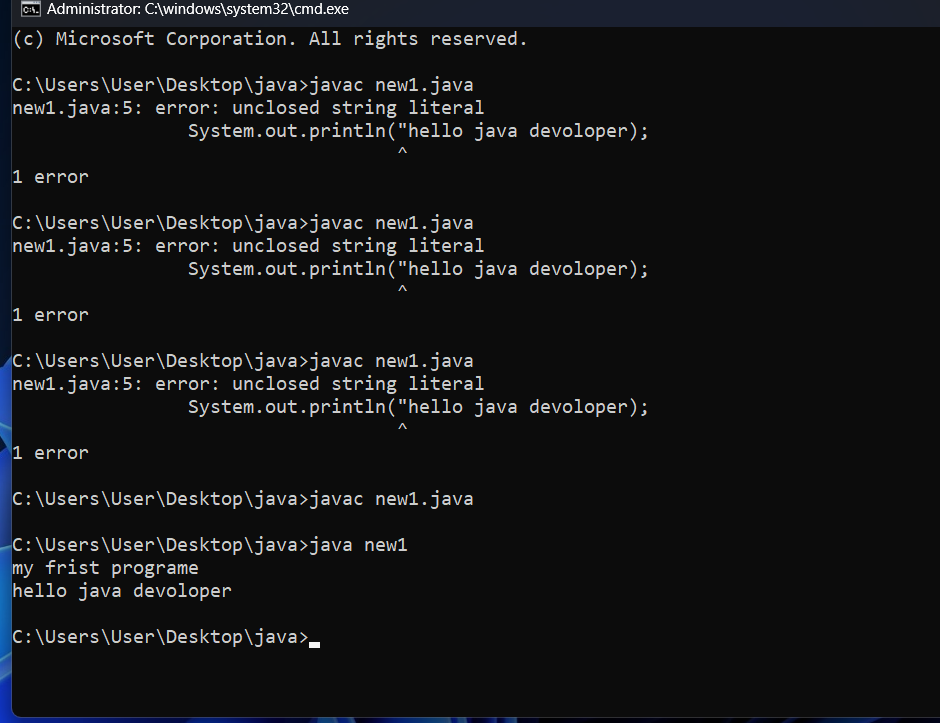 Administrator: C:\windows\system32\cmd.exe
(c) Microsoft Corporation. All rights reserved.
C:\Users\User\Desktop\java>javac new1.java
new1.java:5: error: unclosed string literal
System.out.println("hello java devoloper);
^
1 error
C:\Users\User\Desktop\java>javac new1.java
new1.java:5: error: unclosed string literal
System.out.println("hello java devoloper);
^
1 error
C:\Users\User\Desktop\java>javac new1.java
new1.java:5: error: unclosed string literal
System.out.println("hello java devoloper);
^
1 error
C:\Users\User\Desktop\java>javac new1.java
C:\Users\User\Desktop\java>java new1
my frist programe
hello java devoloper
C:\Users\User\Desktop\java>